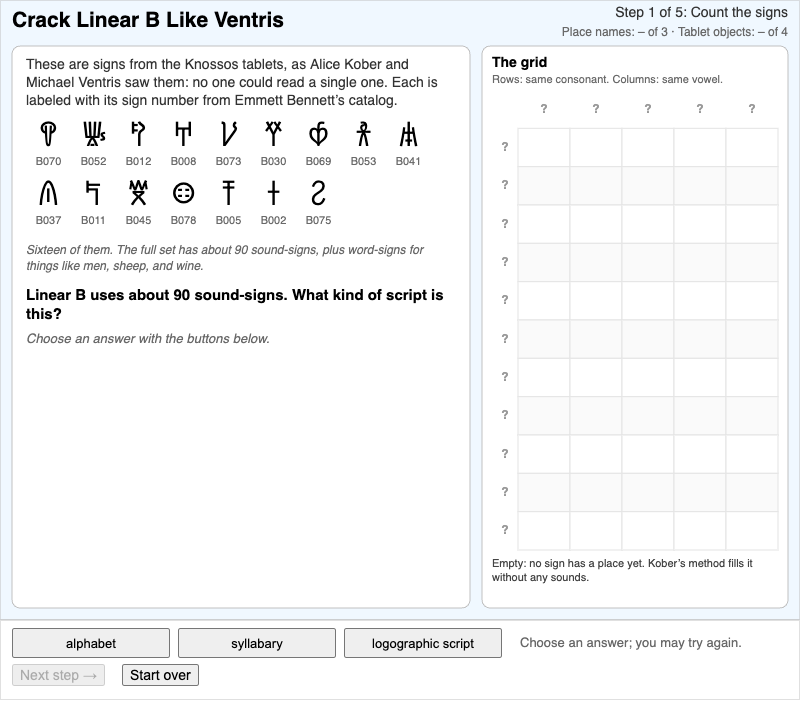 Crack Linear B Like Ventris
Step 1 of 5: Count the signs
Place names: – of 3 · Tablet objects: – of 4
These are signs from the Knossos tablets, as Alice Kober and
Michael Ventris saw them: no one could read a single one. Each is
labeled with its sign number from Emmett Bennett’s catalog.
𐁒 𐀷 𐀰 𐀀 𐀖 𐀛 𐀶 𐀪 𐀯
B070 B052 B012 B008 B073 B030 B069 B053 B041
𐀴 𐀡 𐀆 𐀤 𐀵 𐀫 𐀸
B037 B011 B045 B078 B005 B002 B075
Sixteen of them. The full set has about 90 sound-signs, plus word-signs for
things like men, sheep, and wine.
Linear B uses about 90 sound-signs. What kind of script is
this?
Choose an answer with the buttons below.
The grid
Rows: same consonant. Columns: same vowel.
? ? ? ? ?
?
?
?
?
?
?
?
?
?
?
?
Empty: no sign has a place yet. Kober’s method fills it
without any sounds.
alphabet syllabary logographic script Choose an answer; you may try again.
Next step → Start over